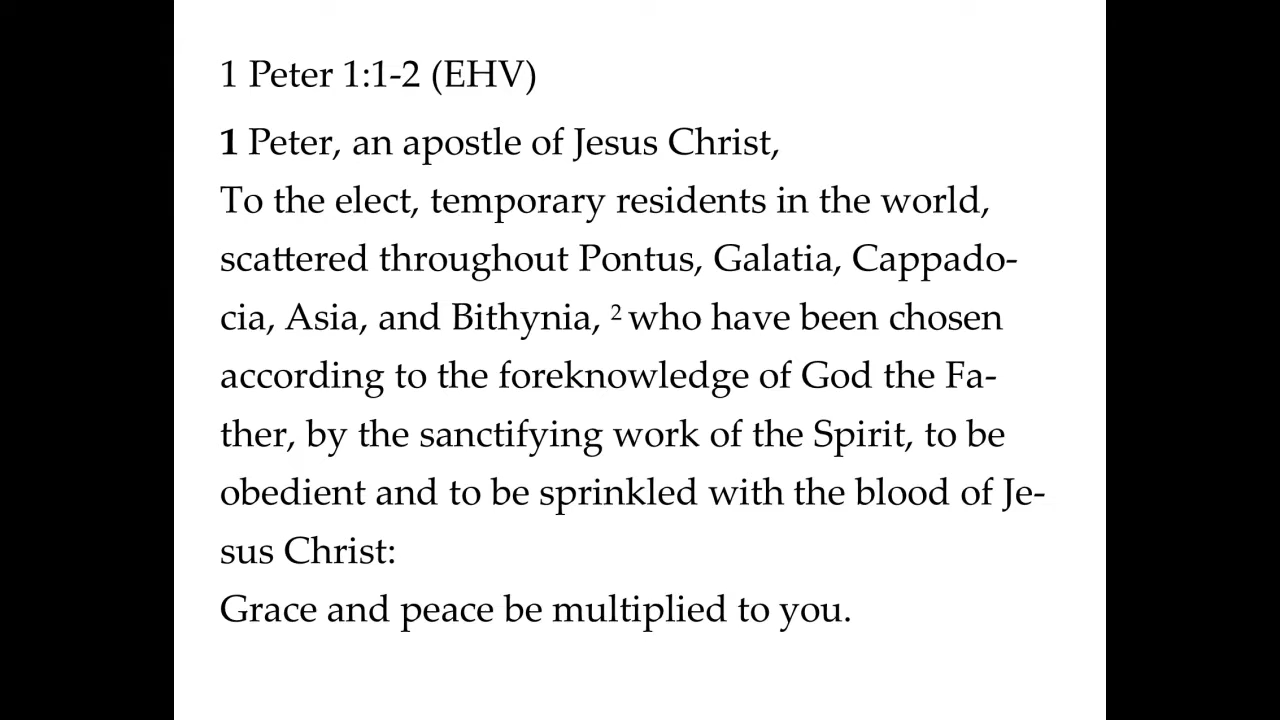 1 Peter 1:1-2 (EHV)
1 Peter, an apostle of Jesus Christ,
To the elect, temporary residents in the world,
scattered throughout Pontus, Galatia, Cappado-
cia, Asia, and Bithynia, 2 who have been chosen
according to the foreknowledge of God the Fa-
ther, by the sanctifying work of the Spirit, to be
obedient and to be sprinkled with the blood of Je-
sus Christ:
Grace and peace be multiplied to you.